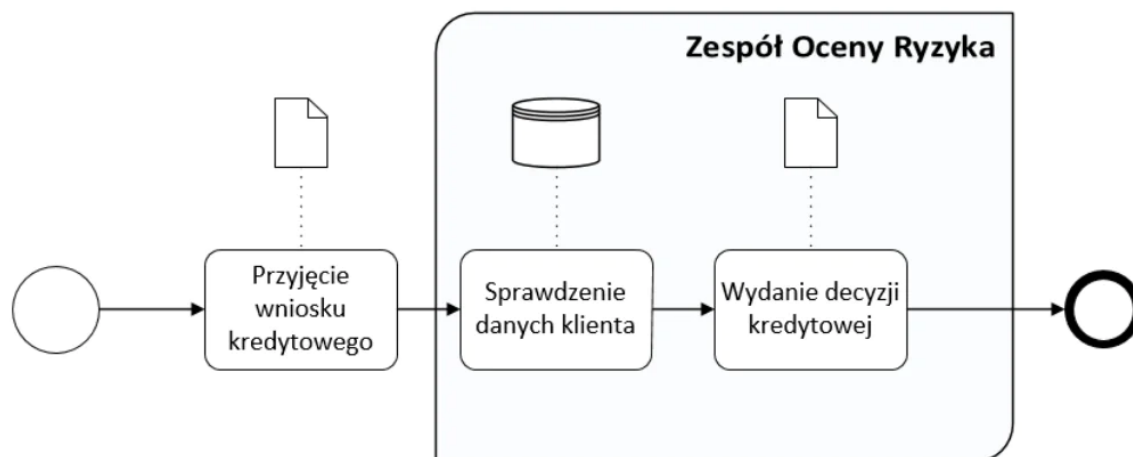 Zespół Oceny Ryzyka
Przyjęcie
wniosku
kredytowego
Sprawdzenie
danych klienta
Wydanie decyzji
kredytowej